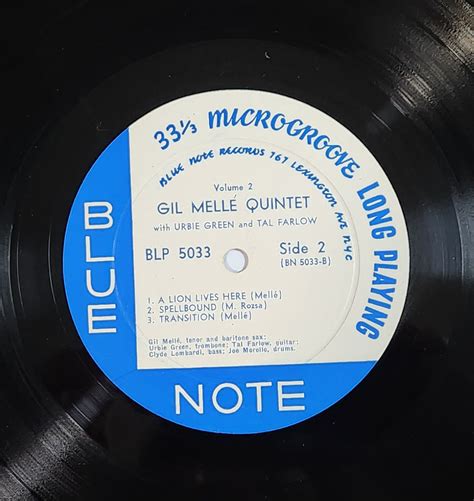 33⅓ MICROGROOVE LONG PLAYING
BLUE NOTE RECORDS 767 LEXINGTON AVE NYC
Volume 2
GIL MELLÉ QUINTET
with URBIE GREEN and TAL FARLOW
BLP 5033
Side 2
(BN 5033-B)
1. A LION LIVES HERE (Mellé)
2. SPELLBOUND (M. Rozsa)
3. TRANSITION (Mellé)
Gil Mellé, tenor and baritone sax;
Urbie Green, trombone; Tal Farlow, guitar;
Clyde Lombardi, bass; Joe Morello, drums.
BLUE
NOTE